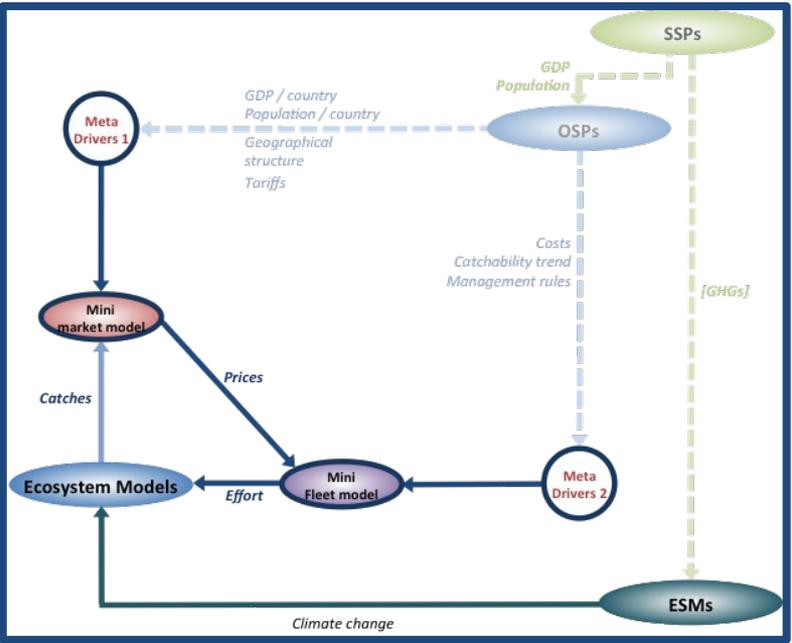 SSPs
GDP
Population
OSPs
GDP / country
Population / country
Geographical
structure
Tariffs
Meta
Drivers 1
Costs
Catchability trend
Management rules
[GHGs]
Mini
market model
Prices
Catches
Ecosystem Models
Effort
Mini
Fleet model
Meta
Drivers 2
ESMs
Climate change